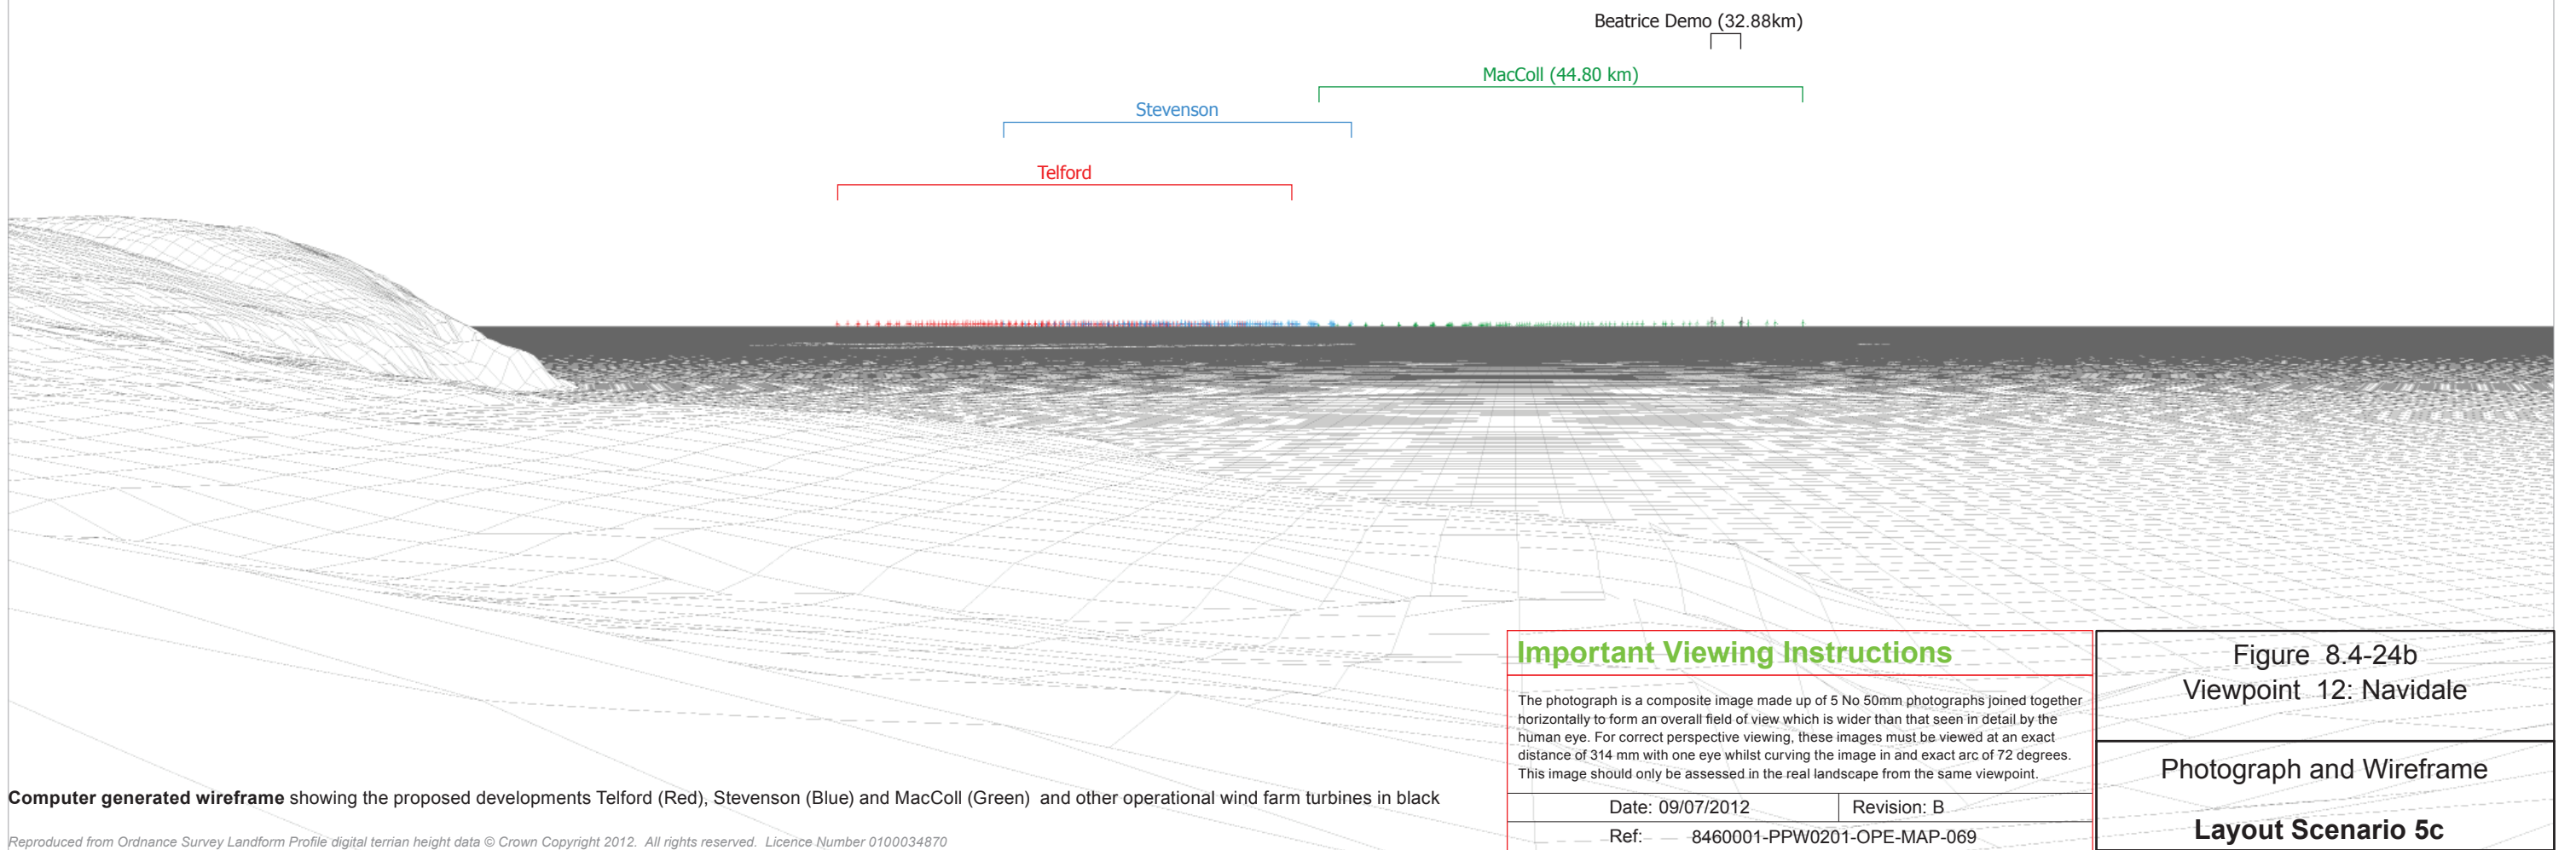 Beatrice Demo (32.88km)
MacColl (44.80 km)
Stevenson
Telford
Important Viewing Instructions
The photograph is a composite image made up of 5 No 50mm photographs joined together
horizontally to form an overall field of view which is wider than that seen in detail by the
human eye. For correct perspective viewing, these images must be viewed at an exact
distance of 314 mm with one eye whilst curving the image in and exact arc of 72 degrees.
This image should only be assessed in the real landscape from the same viewpoint.
Date: 09/07/2012
Revision: B
Ref: 8460001-PPW0201-OPE-MAP-069
Figure 8.4-24b
Viewpoint 12: Navidale
Photograph and Wireframe
Layout Scenario 5c
Computer generated wireframe showing the proposed developments Telford (Red), Stevenson (Blue) and MacColl (Green) and other operational wind farm turbines in black
Reproduced from Ordnance Survey Landform Profile digital terrian height data © Crown Copyright 2012. All rights reserved. Licence Number 0100034870